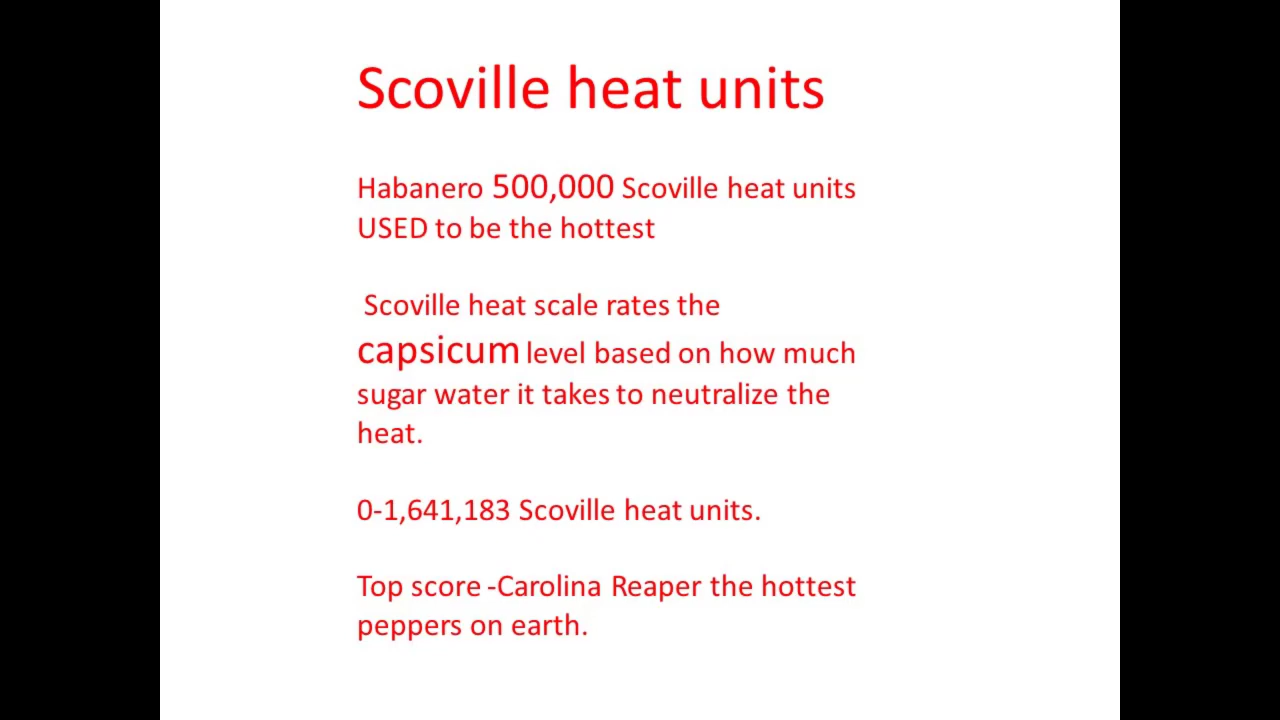 Scoville heat units
Habanero 500,000 Scoville heat units
USED to be the hottest
Scoville heat scale rates the
capsicum level based on how much
sugar water it takes to neutralize the
heat.
0-1,641,183 Scoville heat units.
Top score -Carolina Reaper the hottest
peppers on earth.